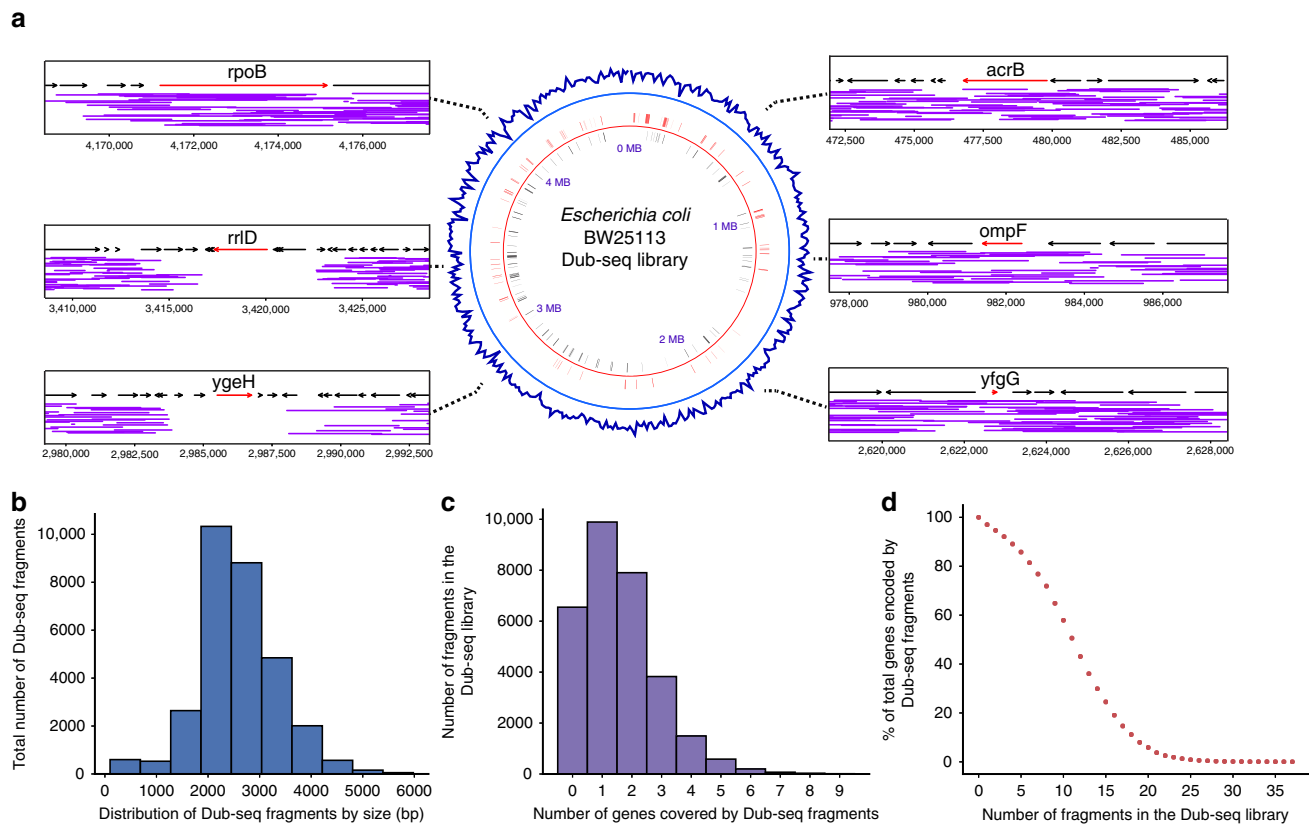 a
rpoB
4,170,000 4,172,000 4,174,000 4,176,000
rrlD
3,410,000 3,415,000 3,420,000 3,425,000
ygeH
2,980,000 2,982,500 2,985,000 2,987,500 2,990,000 2,992,500
0 MB
1 MB
2 MB
3 MB
4 MB
Escherichia coli
BW25113
Dub-seq library
acrB
472,500 475,000 477,500 480,000 482,500 485,000
ompF
978,000 980,000 982,000 984,000 986,000
yfgG
2,620,000 2,622,000 2,624,000 2,626,000 2,628,000
b
Total number of Dub-seq fragments
10,000
8000
6000
4000
2000
0
0 1000 2000 3000 4000 5000 6000
Distribution of Dub-seq fragments by size (bp)
c
Number of fragments in the
Dub-seq library
10,000
8000
6000
4000
2000
0
0 1 2 3 4 5 6 7 8 9
Number of genes covered by Dub-seq fragments
d
% of total genes encoded by
Dub-seq fragments
100
80
60
40
20
0
0 5 10 15 20 25 30 35
Number of fragments in the Dub-seq library